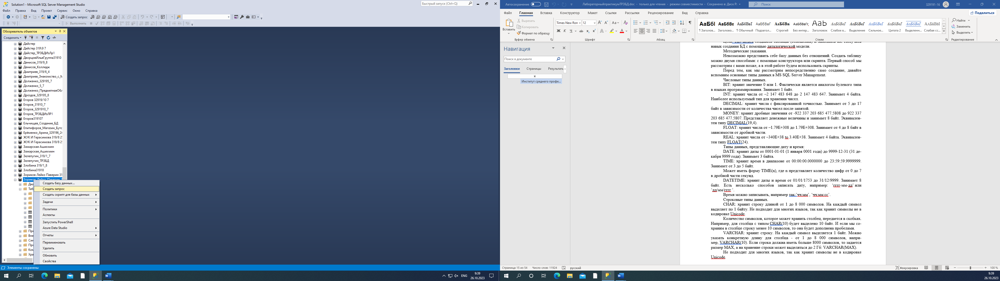 Solution1 - Microsoft SQL Server Management Studio
Быстрый запуск (Ctrl+Q)
Файл Правка Вид Проект Сервис Окно Справка
Создать запрос
Выполнить
Обозреватель объектов
Соединить
Дайстер
Дайстер 319\9 7
Дайстер_ТРЗБДИзЛр1
ДворцовИльяГруппа31910
Денисов_319/9_8
Денисов_Колледж
Дмитриев_319/6_4
Дмитриев_Знакомство_с_М
Долженко_329195_7
Долженко_5_7
Долженко_ПредметнаяОбл
Дроздов_329195_8
Егоров 32919/10 7
Егоров_31910_7
Егоров_3291910_7
Егоров_ТРЗБДИзЛР1
Егоров319107
Ельчищев_Создание_БД
Епитифоров_Магазин_Бутс
Ерёменко_Арина_329196_24
ЖУК И Герасимова 319/8 25
ЖУК И Герасимова 319/8 25
Зажарская Ашихмин
Зажарская_Ашихмин
Зелепугин_319/1_7
Зелепугин_ТРЗБД
Злобина 319/1_8
Злобина31918
Зориков Лейко Паверин 31
Зориков_Лейко_Паверин_3
Диа
Таб
Пре
Вне
Син
Про
Ком
Хра
Создать базу данных...
Создать запрос
Создать скрипт для базы данных
Задачи
Политики
Аспекты
Запустить PowerShell
Azure Data Studio
Отчеты
Переименовать
Удалить
Обновить
Свойства
Элементы сохранены
ENG
9:39
26.10.2023
Автосохранение
ЛабораторныйпрактикумТРЗБД.doc - только для чтения - режим совместимости - Сохранено в: Диск P:
Поиск
329191-16
Файл Главная Вставка Конструктор Макет Ссылки Рассылки Рецензирование Вид Справка
Поделиться
Вставить
Вырезать
Копировать
Формат по образцу
Буфер обмена
Times New Ron 12
Ж К Ч ab x₂ x²
Шрифт
Абзац
АаБбІ АаБбВв АаБбВвГг АаБбВвГ АаБбВв АаБбВвГг, АаБ АаБбВвГ АаБбВвГ АаБбВвГ АаБбВвГ АаБбВвГ ААББВВІ
¶ Заголов... Заголово... ¶ Обычный Подзагол... Строгий Без интер... Заголовок Слабое в... Выделение Сильное... Цитата 2 Выделенн... Слабая сс...
Стили
Найти
Заменить
Выделить
Редактирование
Навигация
Поиск в документе
Заголовки Страницы Результаты
Институт среднего профе...
навык создания БД с помощью даталогической модели.
Методические указания.
Невозможно представить себе базу данных без отношений. Создать таблицу
можно двумя способами: с помощью конструктора или скрипта. Первый способ мы
рассмотрим с вами позже, а в этой работе будем использовать скрипты.
Перед тем, как мы рассмотрим непосредственно само создание, давайте
вспомним основные типы данных в MS SQL Server Management.
Числовые типы данных.
BIT: хранит значение 0 или 1. Фактически является аналогом булевого типа
в языках программирования. Занимает 1 байт.
INT: хранит числа от –2 147 483 648 до 2 147 483 647. Занимает 4 байта.
Наиболее используемый тип для хранения чисел.
DECIMAL: хранит числа c фиксированной точностью. Занимает от 5 до 17
байт в зависимости от количества чисел после запятой.
MONEY: хранит дробные значения от -922 337 203 685 477.5808 до 922 337
203 685 477.5807. Представляет денежные величины и занимает 8 байт. Эквивален-
тен типу DECIMAL(19,4).
FLOAT: хранит числа от –1.79E+308 до 1.79E+308. Занимает от 4 до 8 байт в
зависимости от дробной части.
REAL: хранит числа от –340E+38 to 3.40E+38. Занимает 4 байта. Эквивален-
тен типу FLOAT(24).
Типы данных, представляющие дату и время:
DATE: хранит даты от 0001-01-01 (1 января 0001 года) до 9999-12-31 (31 де-
кабря 9999 года). Занимает 3 байта.
TIME: хранит время в диапазоне от 00:00:00.0000000 до 23:59:59.9999999.
Занимает от 3 до 5 байт.
Может иметь форму TIME(n), где n представляет количество цифр от 0 до 7
в дробной части секунд.
DATETIME: хранит даты и время от 01/01/1753 до 31/12/9999. Занимает 8
байт. Есть несколько способов записать дату, например: ‘гггг-мм-дд’ или
‘дд/мм/гггг ‘.
Время можно записывать, например так:’чч:мм’, ‘чч:мм:сс’.
Строковые типы данных.
CHAR: хранит строку длиной от 1 до 8 000 символов. На каждый символ
выделяет по 1 байту. Не подходит для многих языков, так как хранит символы не в
кодировке Unicode.
Количество символов, которое может хранить столбец, передается в скобках.
Например, для столбца с типом CHAR(10) будет выделено 10 байт. И если мы со-
храним в столбце строку менее 10 символов, то она будет дополнена пробелами.
VARCHAR: хранит строку. На каждый символ выделяется 1 байт. Можно
указать конкретную длину для столбца - от 1 до 8 000 символов, напри-
мер, VARCHAR(10). Если строка должна иметь больше 8000 символов, то задается
размер MAX, а на хранение строки может выделяться до 2 Гб: VARCHAR(MAX).
Не подходит для многих языков, так как хранит символы не в кодировке
Unicode.
Страница 15 из 54 Число слов: 11924 русский
Фокусировка
100 %
9:39
26.10.2023